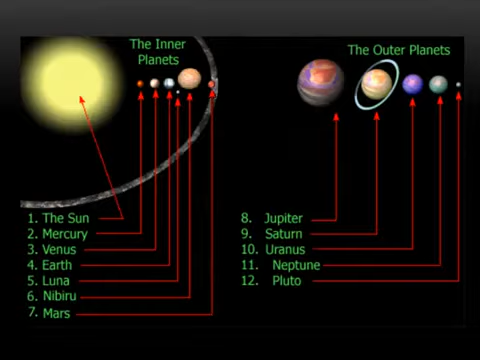 The Inner
Planets
The Outer Planets
1. The Sun
2. Mercury
3. Venus
4. Earth
5. Luna
6. Nibiru
7. Mars
8. Jupiter
9. Saturn
10. Uranus
11. Neptune
12. Pluto